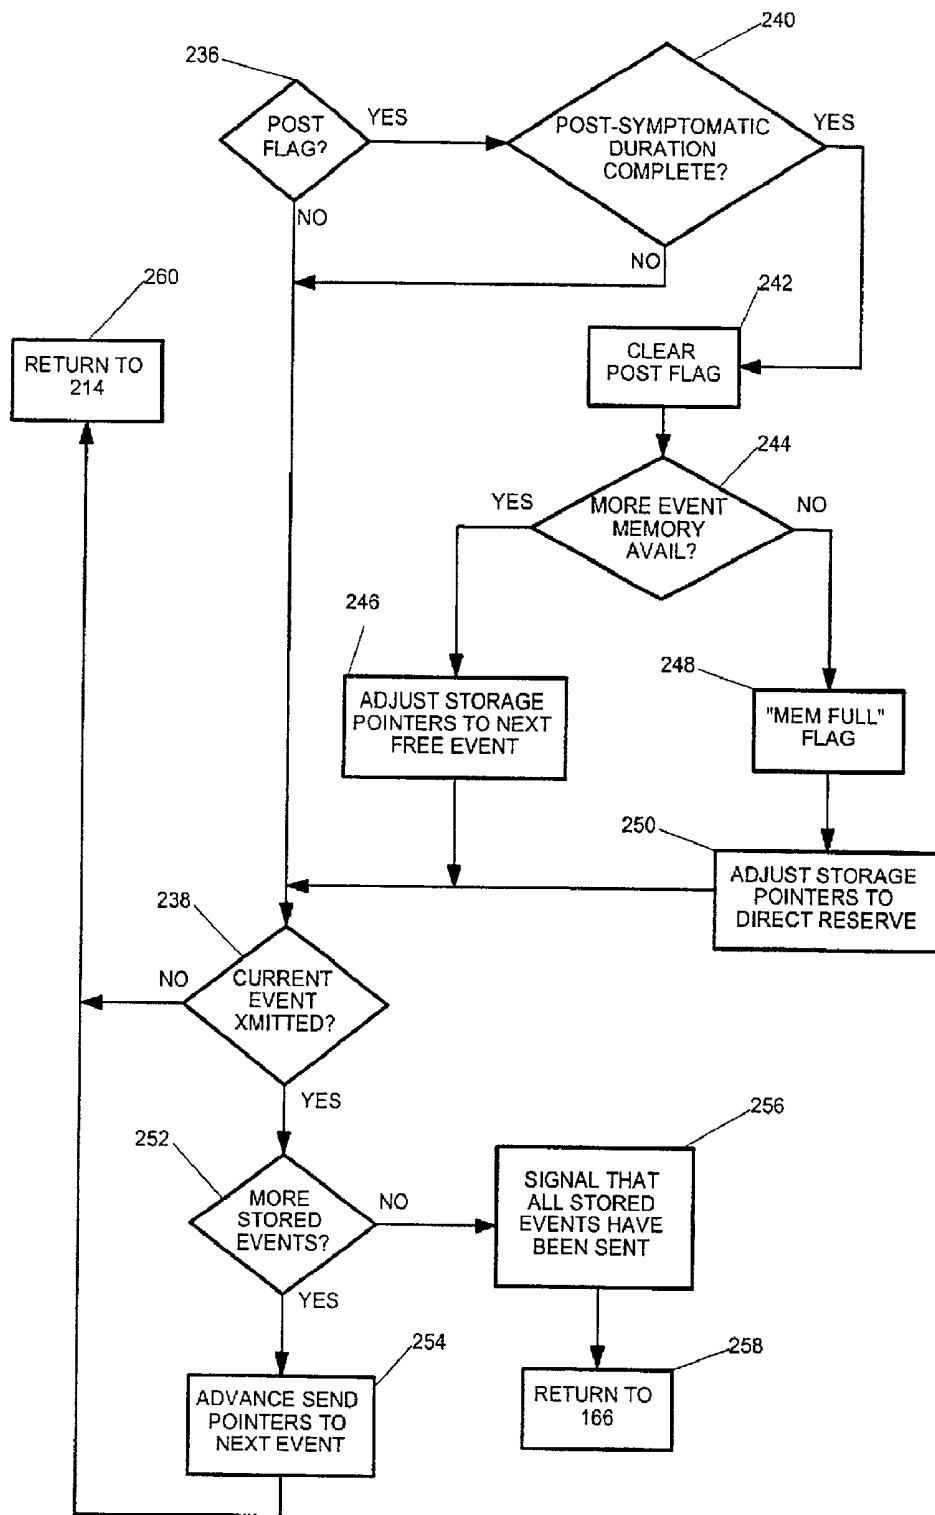 240
236
POST
FLAG?
YES
POST-SYMPTOMATIC
DURATION
COMPLETE?
YES
NO
NO
260
242
RETURN TO
214
CLEAR
POST FLAG
244
YES
MORE EVENT
MEMORY
AVAIL?
NO
246
248
ADJUST STORAGE
POINTERS TO NEXT
FREE EVENT
"MEM FULL"
FLAG
250
ADJUST STORAGE
POINTERS TO
DIRECT RESERVE
238
NO
CURRENT
EVENT
XMITTED?
YES
256
252
MORE
STORED
EVENTS?
NO
SIGNAL THAT
ALL STORED
EVENTS HAVE
BEEN SENT
YES
254
258
ADVANCE SEND
POINTERS TO
NEXT EVENT
RETURN TO
166